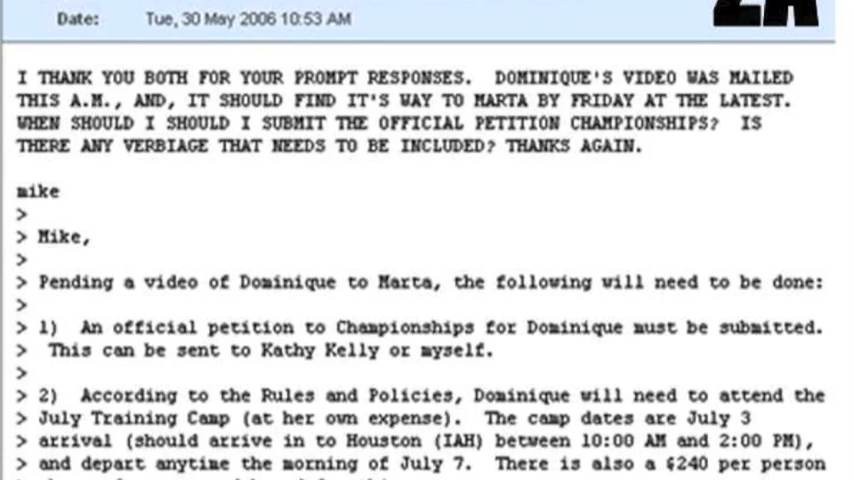 Date: Tue, 30 May 2006 10:53 AM
I THANK YOU BOTH FOR YOUR PROMPT RESPONSES. DOMINIQUE'S VIDEO WAS MAILED
THIS A.M., AND, IT SHOULD FIND IT'S WAY TO MARTA BY FRIDAY AT THE LATEST.
WHEN SHOULD I SHOULD I SUBMIT THE OFFICIAL PETITION CHAMPIONSHIPS? IS
THERE ANY VERBIAGE THAT NEEDS TO BE INCLUDED? THANKS AGAIN.
mike
>
> Mike,
>
> Pending a video of Dominique to Marta, the following will need to be done:
>
> 1) An official petition to Championships for Dominique must be submitted.
> This can be sent to Kathy Kelly or myself.
>
> 2) According to the Rules and Policies, Dominique will need to attend the
> July Training Camp (at her own expense). The camp dates are July 3
> arrival (should arrive in to Houston (IAH) between 10:00 AM and 2:00 PM),
> and depart anytime the morning of July 7. There is also a $240 per person